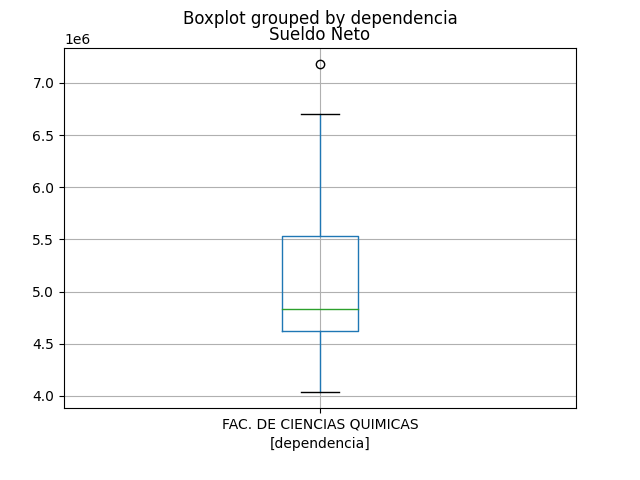 Boxplot grouped by dependencia
Sueldo Neto
1e6
7.0
6.5
6.0
5.5
5.0
4.5
4.0
FAC. DE CIENCIAS QUIMICAS
[dependencia]